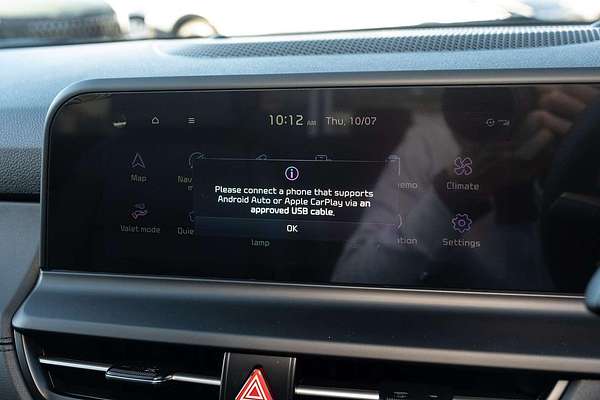 10:12 AM Thu, 10/07
Map
Climate
Please connect a phone that supports
Android Auto or Apple CarPlay via an
approved USB cable.
OK
Valet mode
Settings
lamp